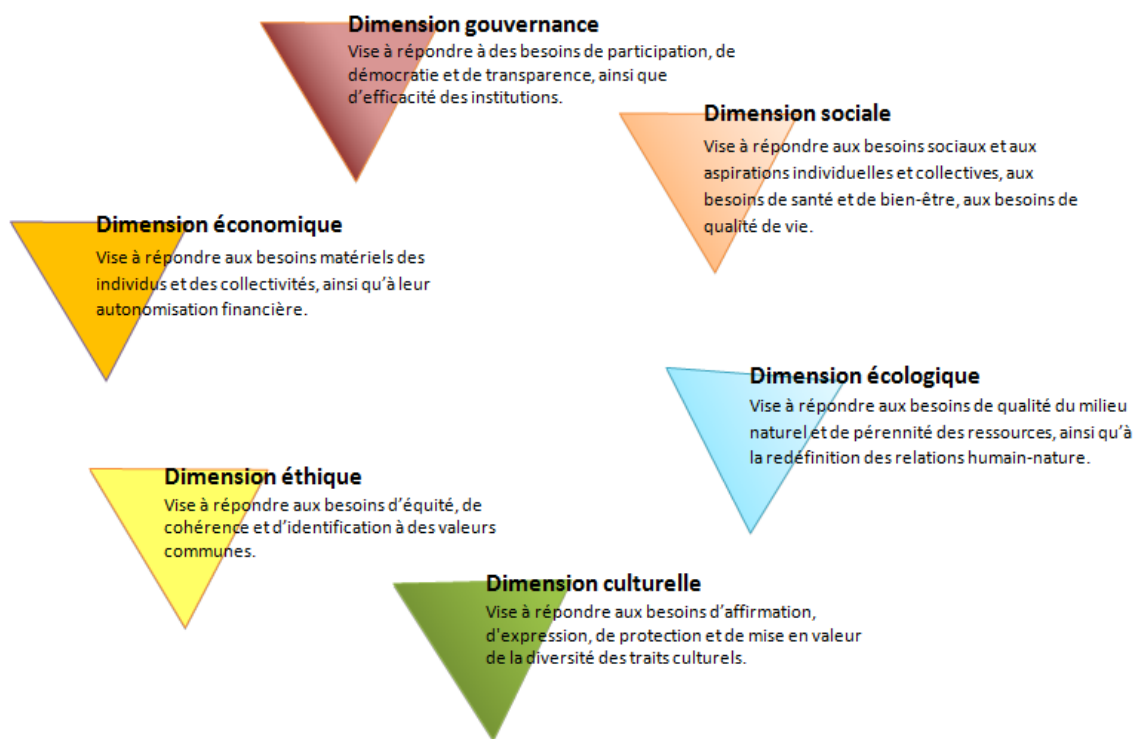 Dimension gouvernance
Vise à répondre à des besoins de participation, de
démocratie et de transparence, ainsi que
d’efficacité des institutions.
Dimension sociale
Vise à répondre aux besoins sociaux et aux
aspirations individuelles et collectives, aux
besoins de santé et de bien-être, aux besoins de
qualité de vie.
Dimension économique
Vise à répondre aux besoins matériels des
individus et des collectivités, ainsi qu’à leur
autonomisation financière.
Dimension écologique
Vise à répondre aux besoins de qualité du milieu
naturel et de pérennité des ressources, ainsi qu’à
la redéfinition des relations humain-nature.
Dimension éthique
Vise à répondre aux besoins d’équité, de
cohérence et d’identification à des valeurs
communes.
Dimension culturelle
Vise à répondre aux besoins d’affirmation,
d'expression, de protection et de mise en valeur
de la diversité des traits culturels.